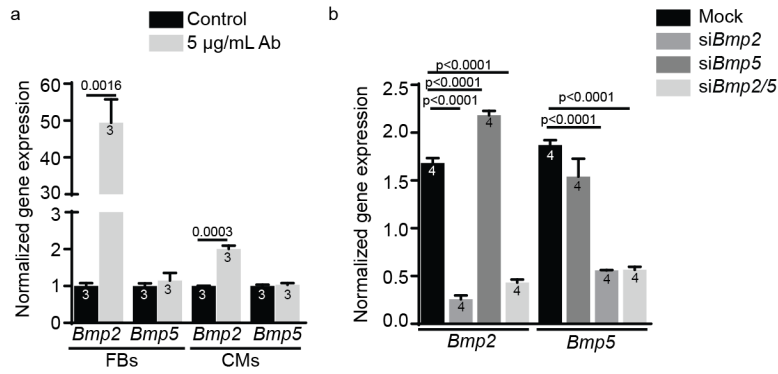 a
Control
5 µg/mL Ab
Normalized gene expression
60
50
40
30
3
2
1
0
0.0016
0.0003
3
3
3
3
3
3
3
3
Bmp2 Bmp5 Bmp2 Bmp5
FBs CMs
b
Mock
siBmp2
siBmp5
siBmp2/5
Normalized gene expression
2.5
2.0
1.5
1.0
0.5
0.0
p<0.0001
p<0.0001
p<0.0001
p<0.0001
p<0.0001
4
4
4
4
4
4
4
4
Bmp2 Bmp5